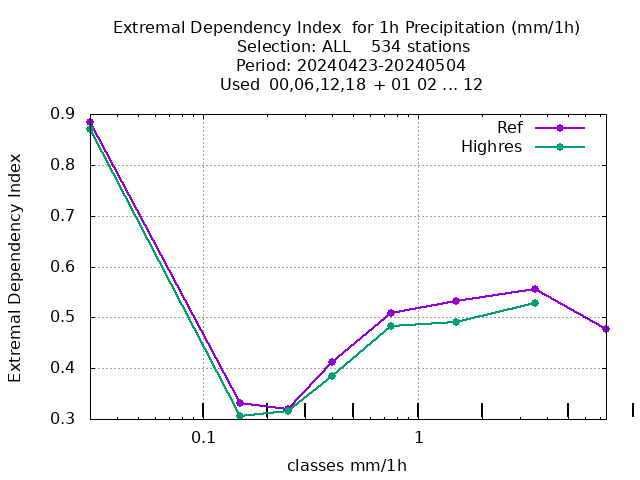 Extremal Dependency Index  for 1h Precipitation (mm/1h)
Selection: ALL    534 stations
Period: 20240423-20240504
Used  00,06,12,18  + 01 02 ... 12
Ref
Highres
Extremal Dependency Index
0.9
0.8
0.7
0.6
0.5
0.4
0.3
0.1
1
classes mm/1h